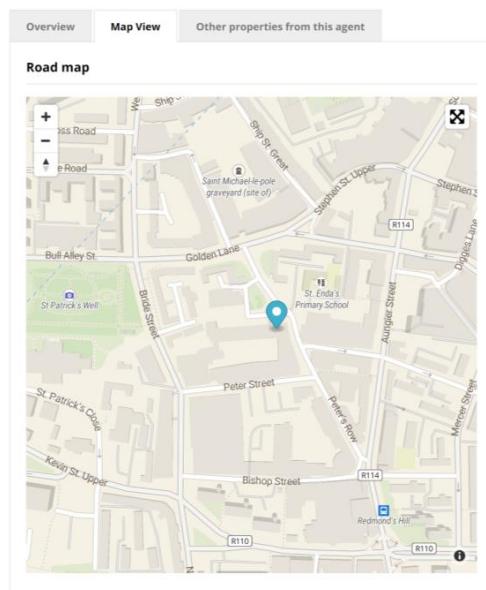 Overview
Map View
Other properties from this agent
Road map
+
−
Ship St. Great
oss Road
e Road
Saint Michael-le-pole
graveyard (site of)
Stephen St. Upper
Stephen
R114
Digges Lane
Bull Alley St.
Golden Lane
St Patrick's Well
Bride Street
St. Enda's
Primary School
Aungier Street
Peter Street
Peter's Row
St. Patrick's Close
Mercer Street
Kevin St. Upper
Bishop Street
R114
Redmond's Hill
R110
R110